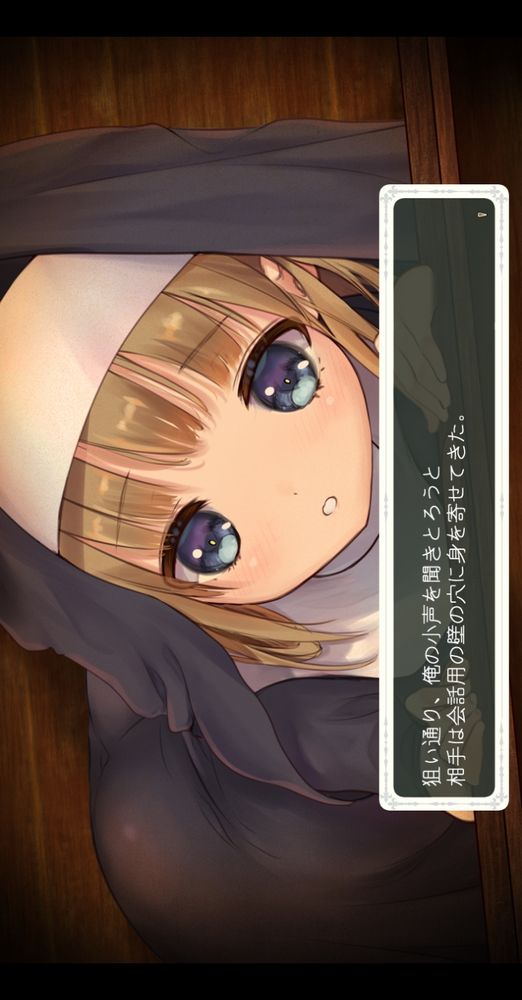 狙い通り、俺の小声を聞きとろうと
相手は会話用の壁の穴に身を寄せてきた。